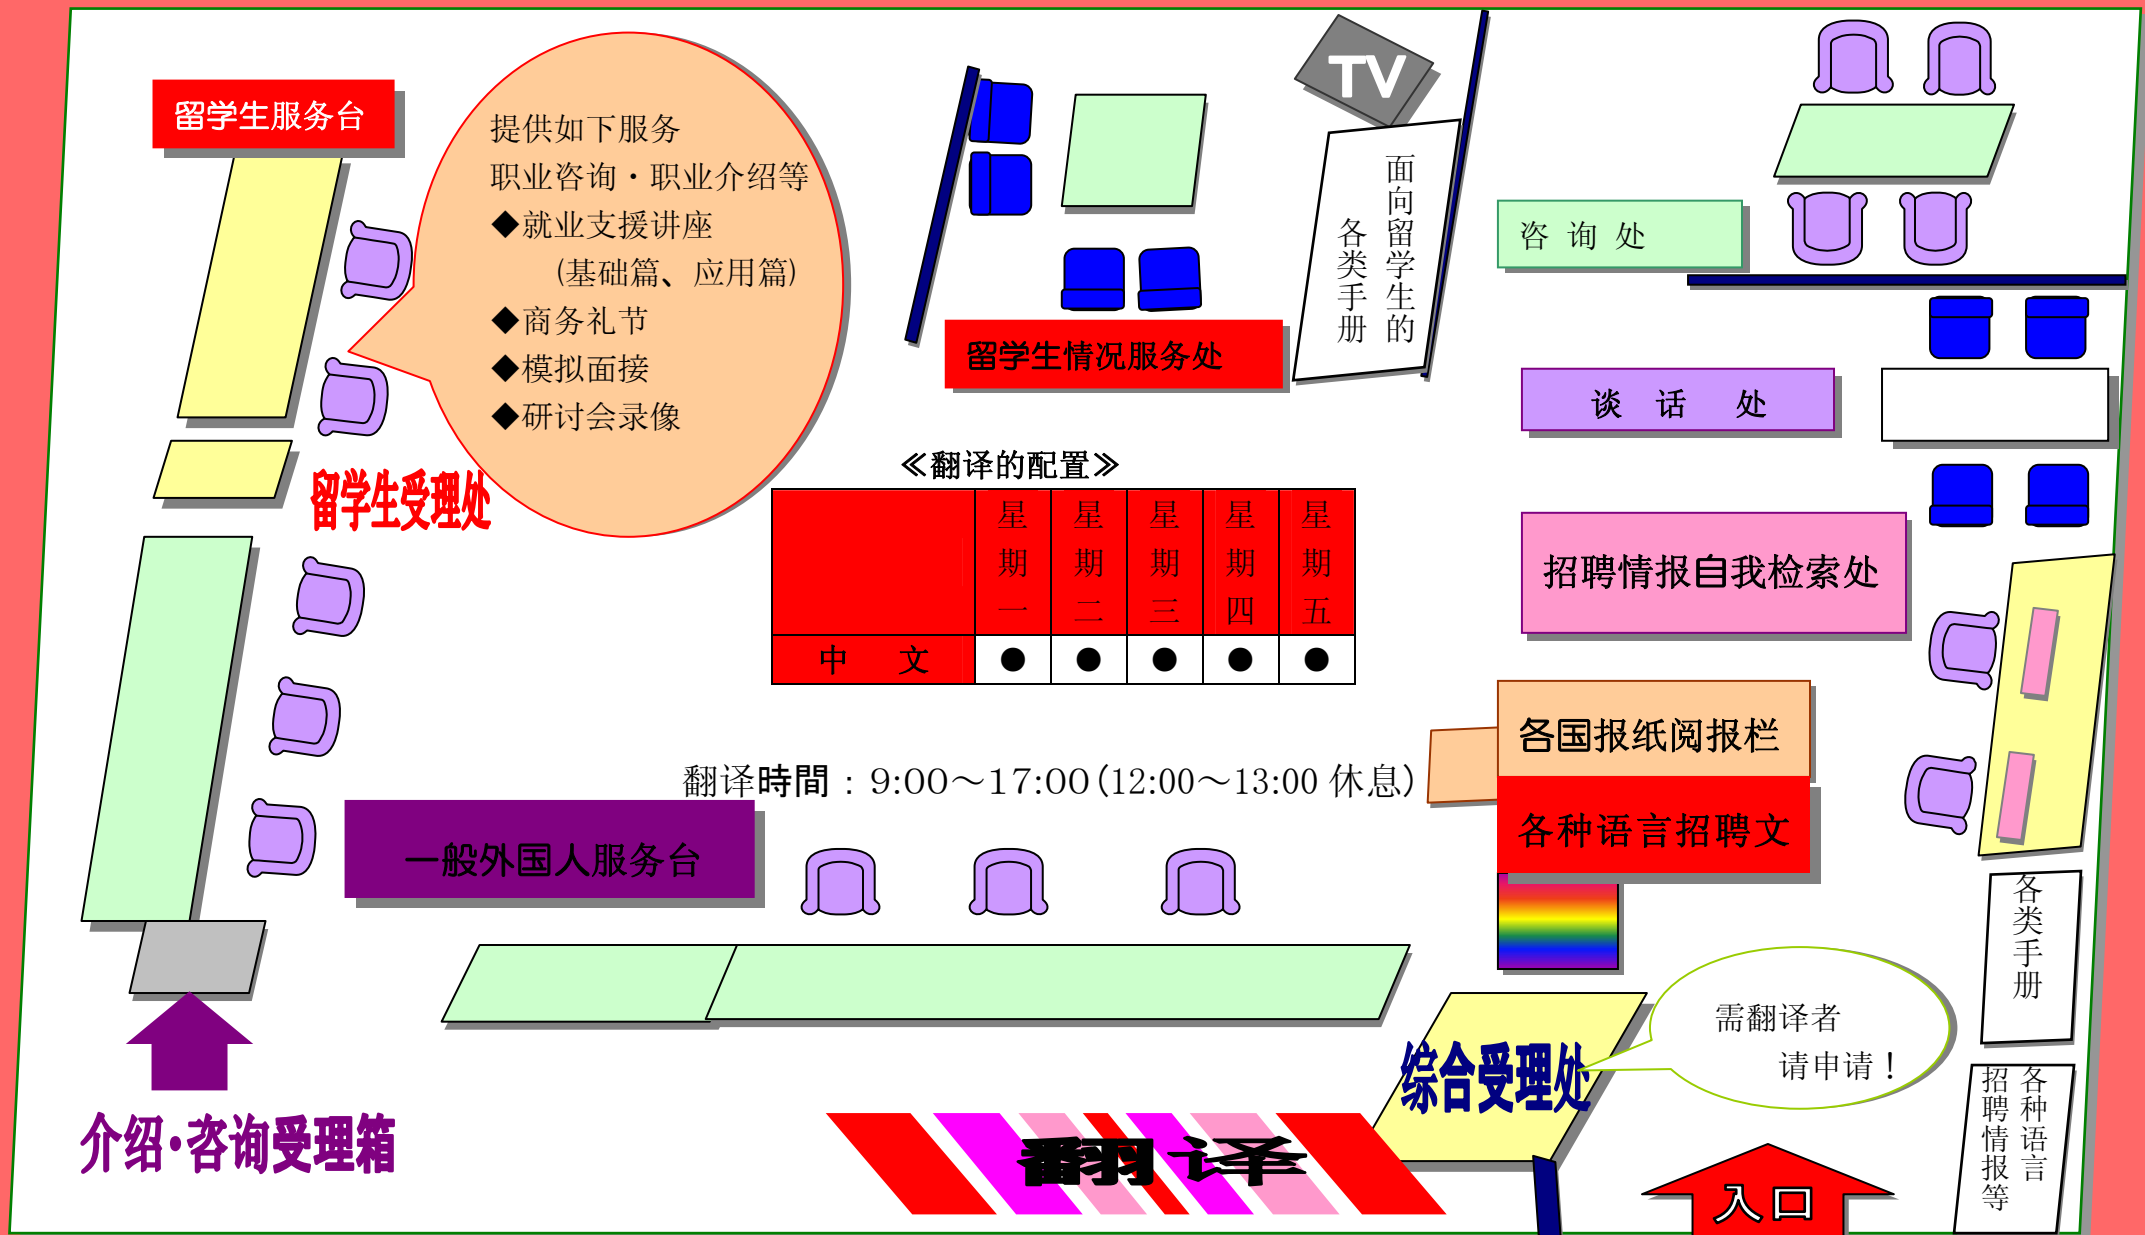 留学生服务台
提供如下服务
职业咨询・职业介绍等
◆就业支援讲座
(基础篇、应用篇)
◆商务礼节
◆模拟面接
◆研讨会录像
留学生受理处
TV
面向留学生的
各类手册
留学生情况服务处
咨 询 处
谈 话 处
招聘情报自我检索处
≪翻译的配置≫
星期一 星期二 星期三 星期四 星期五
中 文 ● ● ● ● ●
翻译時間：9:00～17:00(12:00～13:00 休息)
各国报纸阅报栏
各种语言招聘文
一般外国人服务台
各类手册
需翻译者
请申请！
综合受理处
各种语言
招聘情报等
介绍・咨询受理箱
翻译
入口